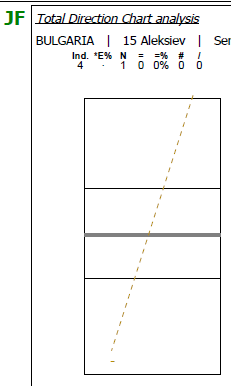 JF
Total Direction Chart analysis
BULGARIA | 15 Aleksiev | Ser
Ind. *E% N = =% # /
4 · 1 0 0% 0 0